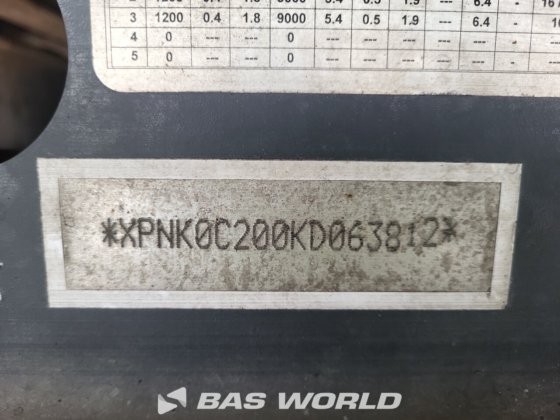 3 1200 0.4 1.8 9000 5.4 0.5 1.9 --- 6.4 -
4 0 --- --- 0 --- --- --- --- --- -
5 0 --- --- 0 --- --- --- --- --- -
*XPNK0C200KD063812*
BAS WORLD